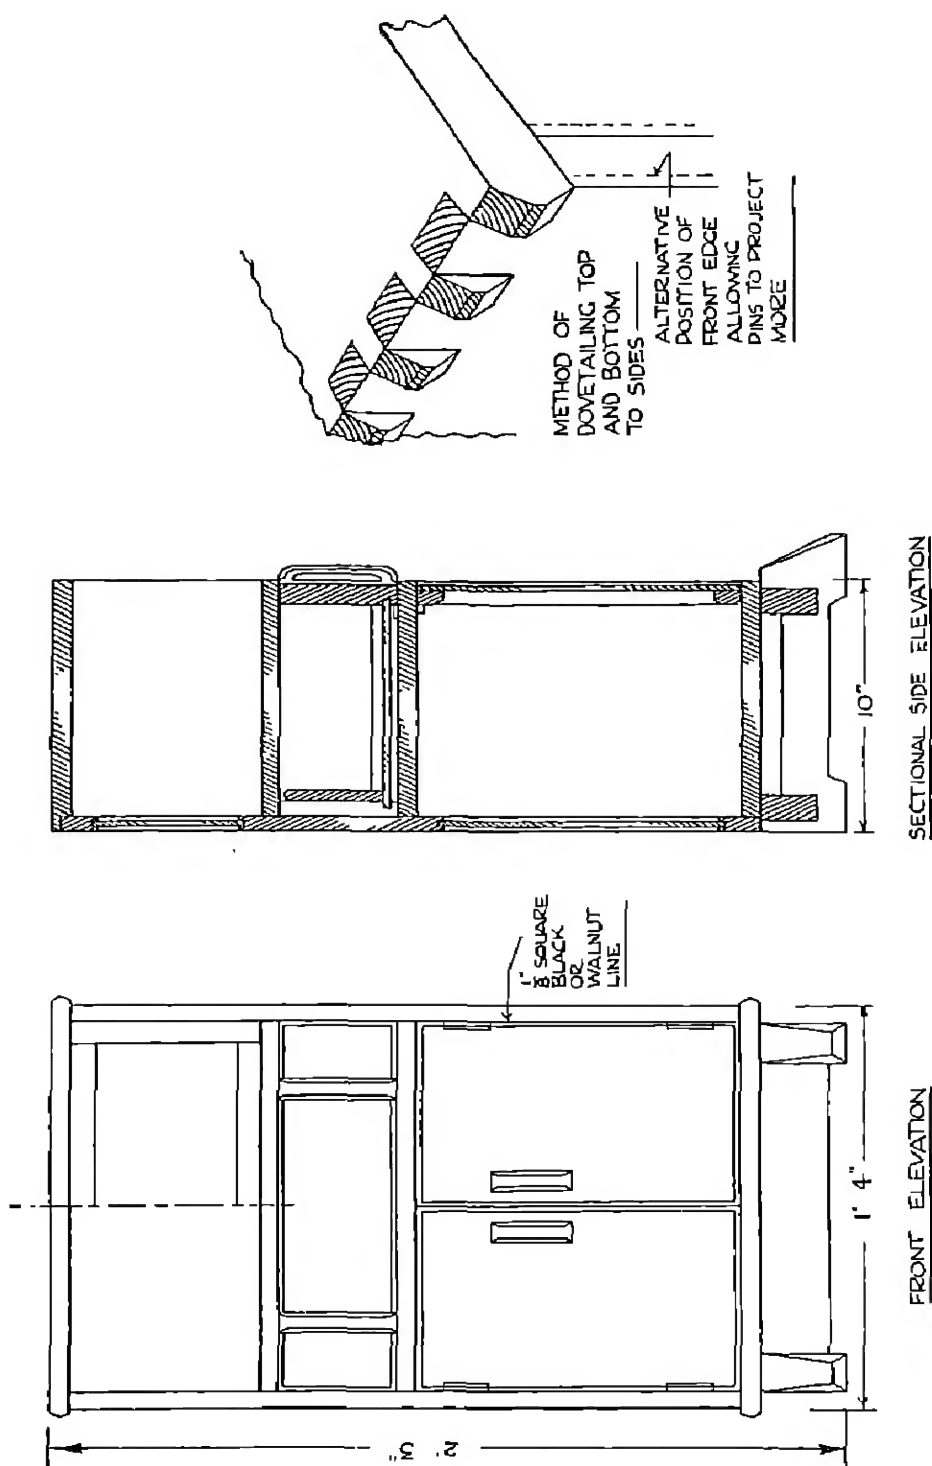 METHOD OF
DOVETAILING TOP
AND BOTTOM
TO SIDES
ALTERNATIVE
POSITION OF
FRONT EDGE
ALLOWING
PINS TO PROJECT
MORE
10"
SECTIONAL SIDE ELEVATION
1/8" SQUARE
BLACK
OR
WALNUT
LINE
1' 4"
FRONT ELEVATION
2' 3"